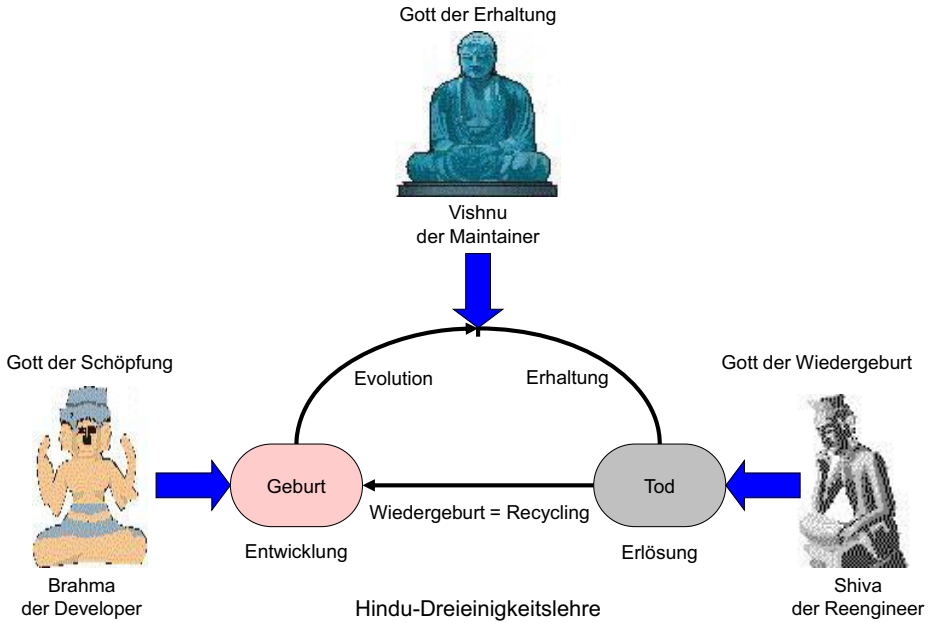 Gott der Erhaltung
Vishnu
der Maintainer
Gott der Schöpfung
Gott der Wiedergeburt
Evolution
Erhaltung
Geburt
Tod
Wiedergeburt = Recycling
Entwicklung
Erlösung
Brahma
der Developer
Shiva
der Reengineer
Hindu-Dreieinigkeitslehre